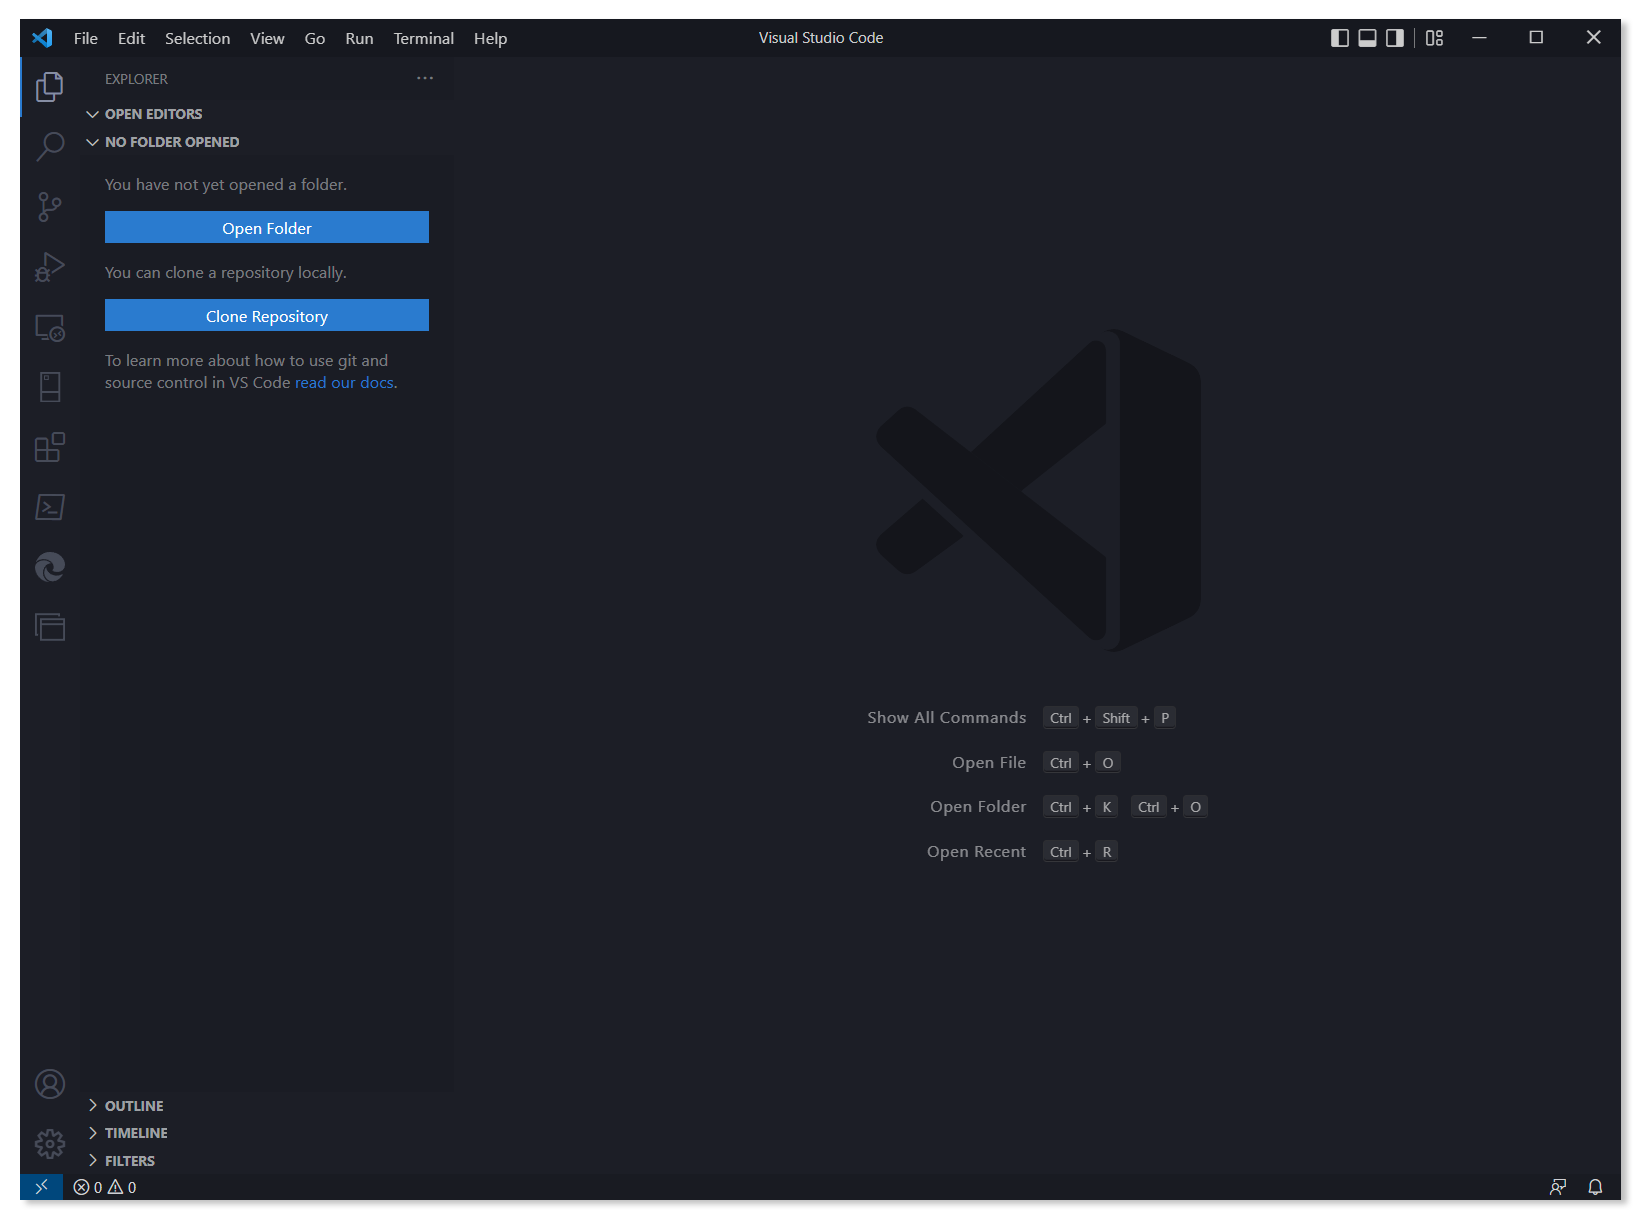 File Edit Selection View Go Run Terminal Help
Visual Studio Code
EXPLORER
OPEN EDITORS
NO FOLDER OPENED
You have not yet opened a folder.
Open Folder
You can clone a repository locally.
Clone Repository
To learn more about how to use git and
source control in VS Code read our docs.
Show All Commands Ctrl + Shift + P
Open File Ctrl + O
Open Folder Ctrl + K Ctrl + O
Open Recent Ctrl + R
OUTLINE
TIMELINE
FILTERS
0 0